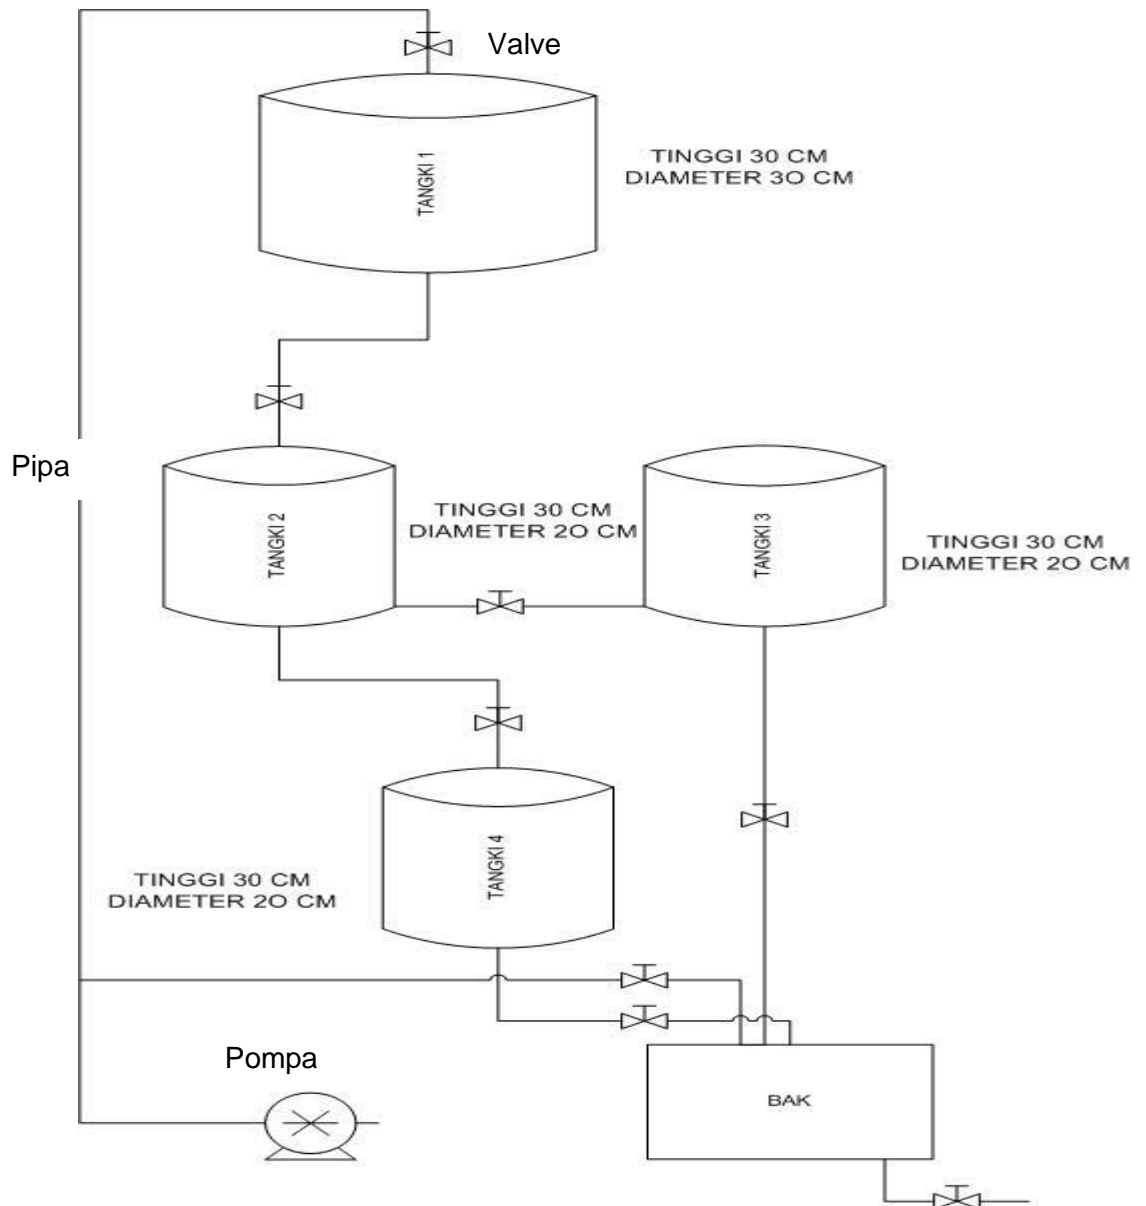 Valve
TANGKI 1
TINGGI 30 CM
DIAMETER 3O CM
Pipa
TANGKI 2
TINGGI 30 CM
DIAMETER 2O CM
TANGKI 3
TINGGI 30 CM
DIAMETER 2O CM
TANGKI 4
TINGGI 30 CM
DIAMETER 2O CM
Pompa
BAK